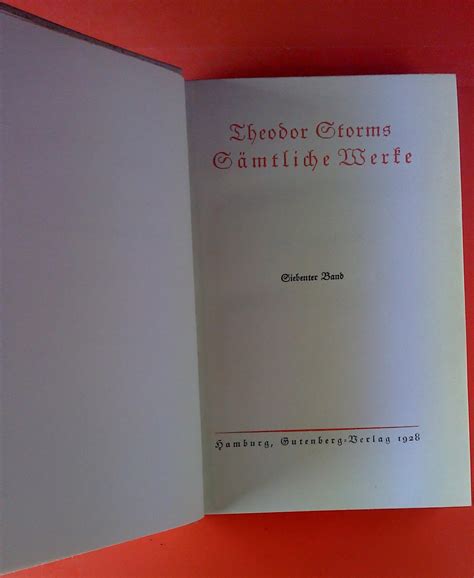 Theodor Storms
Sämtliche Werke
Siebenter Band
Hamburg, Gutenberg-Verlag 1928